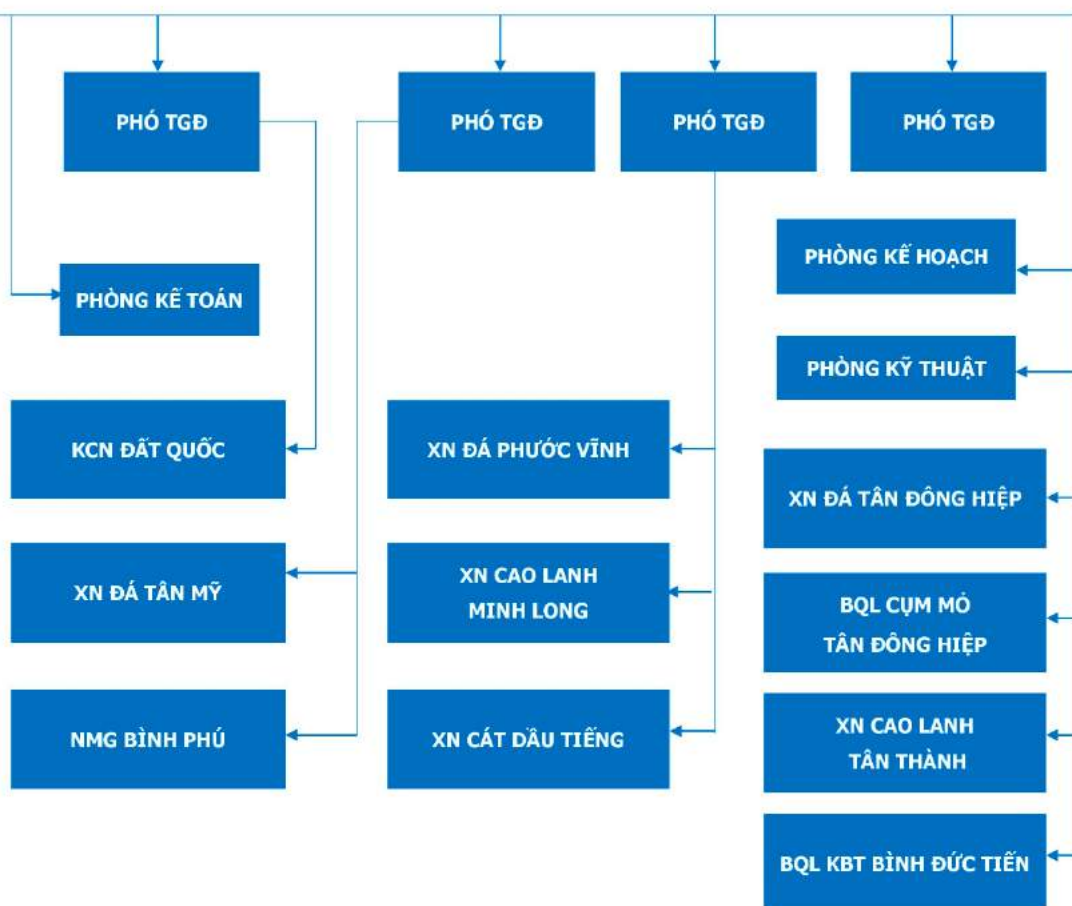 PHÓ TGĐ
PHÓ TGĐ
PHÓ TGĐ
PHÓ TGĐ
PHÒNG KẾ HOẠCH
PHÒNG KẾ TOÁN
PHÒNG KỸ THUẬT
KCN ĐẤT QUỐC
XN ĐÁ PHƯỚC VĨNH
XN ĐÁ TÂN ĐÔNG HIỆP
XN ĐÁ TÂN MỸ
XN CAO LANH
MINH LONG
BQL CỤM MỎ
TÂN ĐÔNG HIỆP
NMG BÌNH PHÚ
XN CÁT DẦU TIẾNG
XN CAO LANH
TÂN THÀNH
BQL KBT BÌNH ĐỨC TIẾN